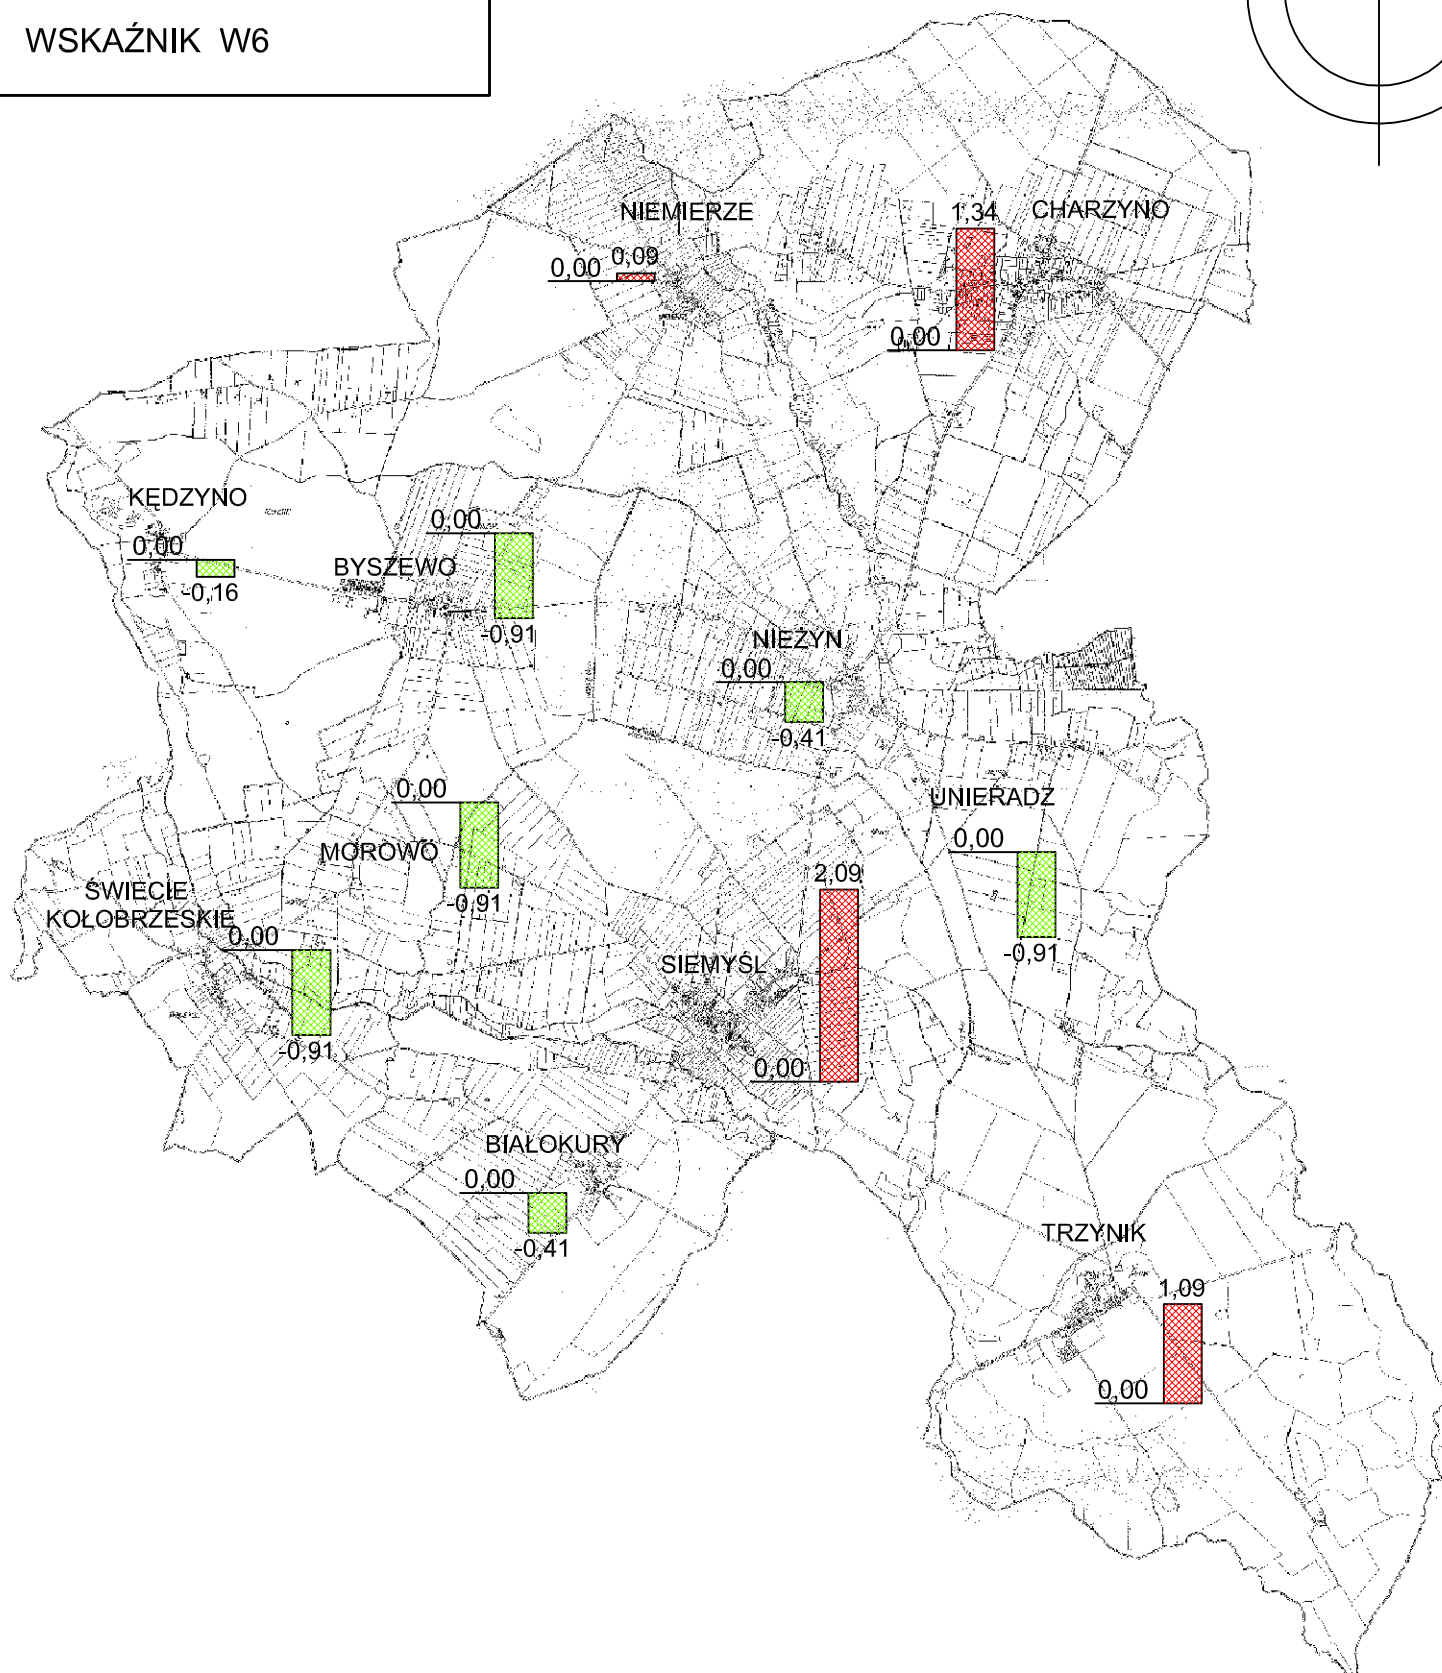 WSKAŹNIK W6
NIEMIERZE
0,00
0,09
1,34
CHARZYNO
0,00
KĘDZYNO
0,00
-0,16
BYSZEWO
0,00
-0,91
NIEŻYN
0,00
-0,41
UNIERADZ
0,00
-0,91
MOROWO
0,00
-0,91
ŚWIECIE
KOŁOBRZESKIE
0,00
-0,91
SIEMYŚL
2,09
0,00
BIAŁOKURY
0,00
-0,41
TRZYNIK
1,09
0,00